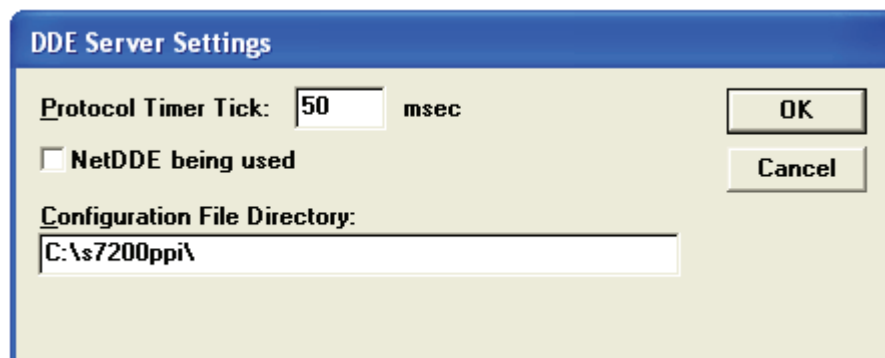 DDE Server Settings
Protocol Timer Tick: 50 msec
OK
NetDDE being used
Cancel
Configuration File Directory:
C:\s7200ppi\